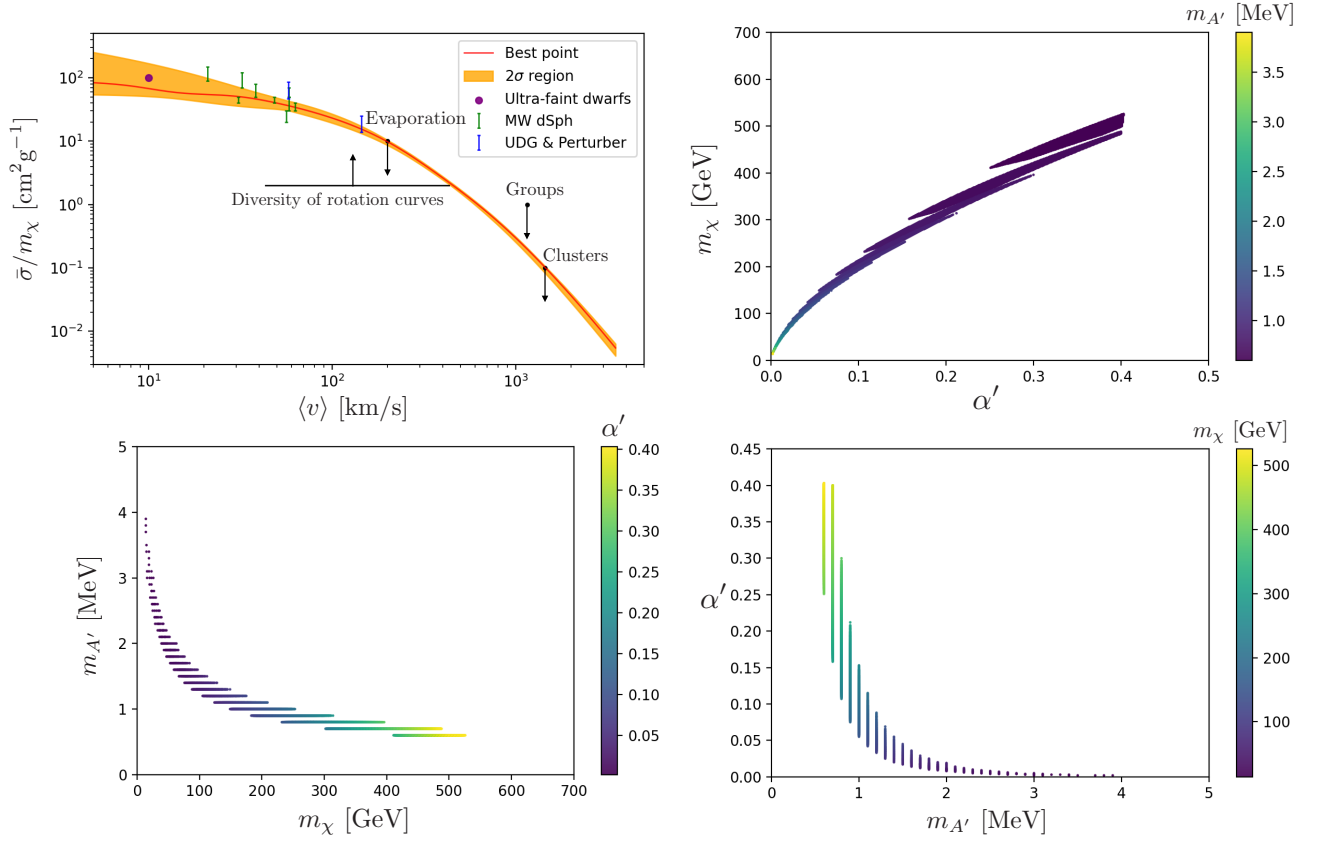 Best point
2σ region
Ultra-faint dwarfs
MW dSph
UDG & Perturber
Evaporation
Diversity of rotation curves
Groups
Clusters
10²
10¹
10⁰
10⁻¹
10⁻²
σ̄/m_χ [cm²g⁻¹]
10¹ 10² 10³
⟨v⟩ [km/s]
m_A′ [MeV]
700
600
500
400
300
200
100
0
m_χ [GeV]
0.0 0.1 0.2 0.3 0.4 0.5
α′
3.5
3.0
2.5
2.0
1.5
1.0
α′
5
4
3
2
1
0
m_A′ [MeV]
0 100 200 300 400 500 600 700
m_χ [GeV]
0.40
0.35
0.30
0.25
0.20
0.15
0.10
0.05
m_χ [GeV]
0.45
0.40
0.35
0.30
0.25
0.20
0.15
0.10
0.05
0.00
α′
0 1 2 3 4 5
m_A′ [MeV]
500
400
300
200
100